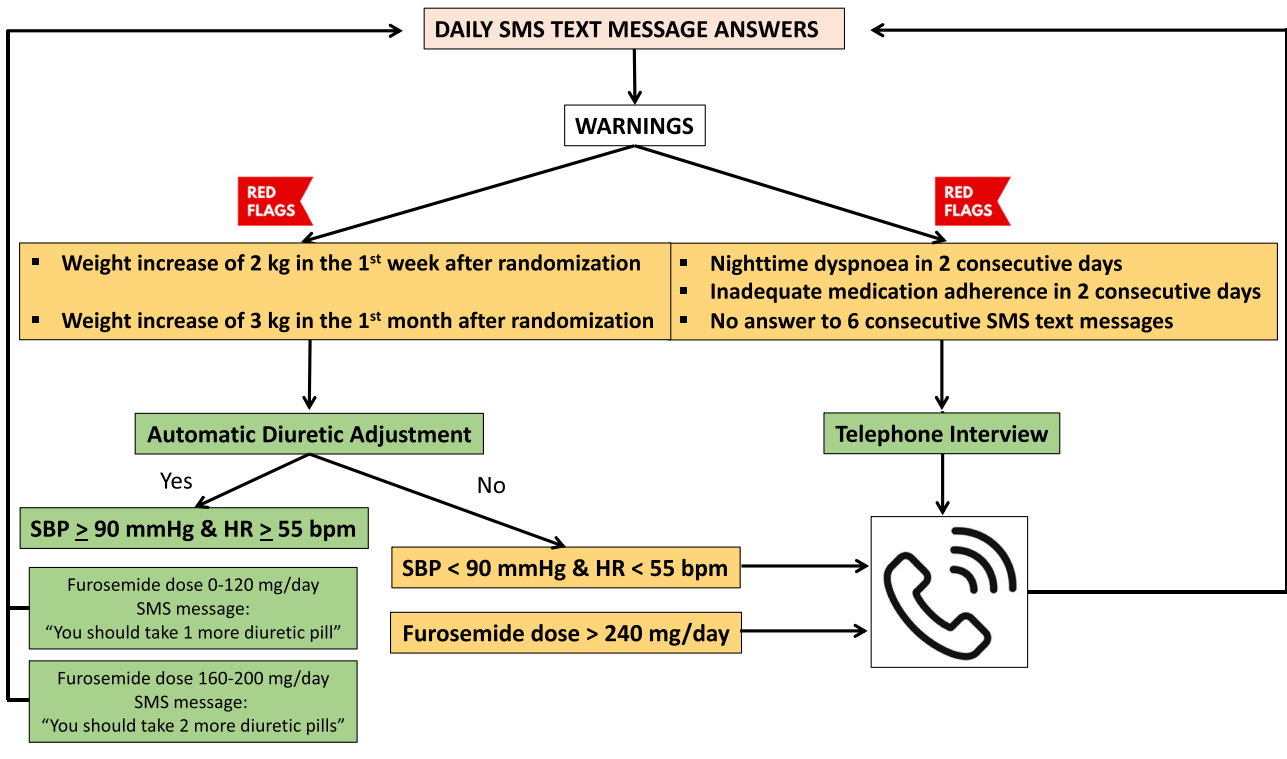 DAILY SMS TEXT MESSAGE ANSWERS
WARNINGS
RED
FLAGS
RED
FLAGS
▪ Weight increase of 2 kg in the 1st week after randomization
▪ Weight increase of 3 kg in the 1st month after randomization
▪ Nighttime dyspnoea in 2 consecutive days
▪ Inadequate medication adherence in 2 consecutive days
▪ No answer to 6 consecutive SMS text messages
Automatic Diuretic Adjustment
Telephone Interview
Yes
No
SBP ≥ 90 mmHg & HR ≥ 55 bpm
SBP < 90 mmHg & HR < 55 bpm
Furosemide dose 0-120 mg/day
SMS message:
“You should take 1 more diuretic pill”
Furosemide dose > 240 mg/day
Furosemide dose 160-200 mg/day
SMS message:
“You should take 2 more diuretic pills”